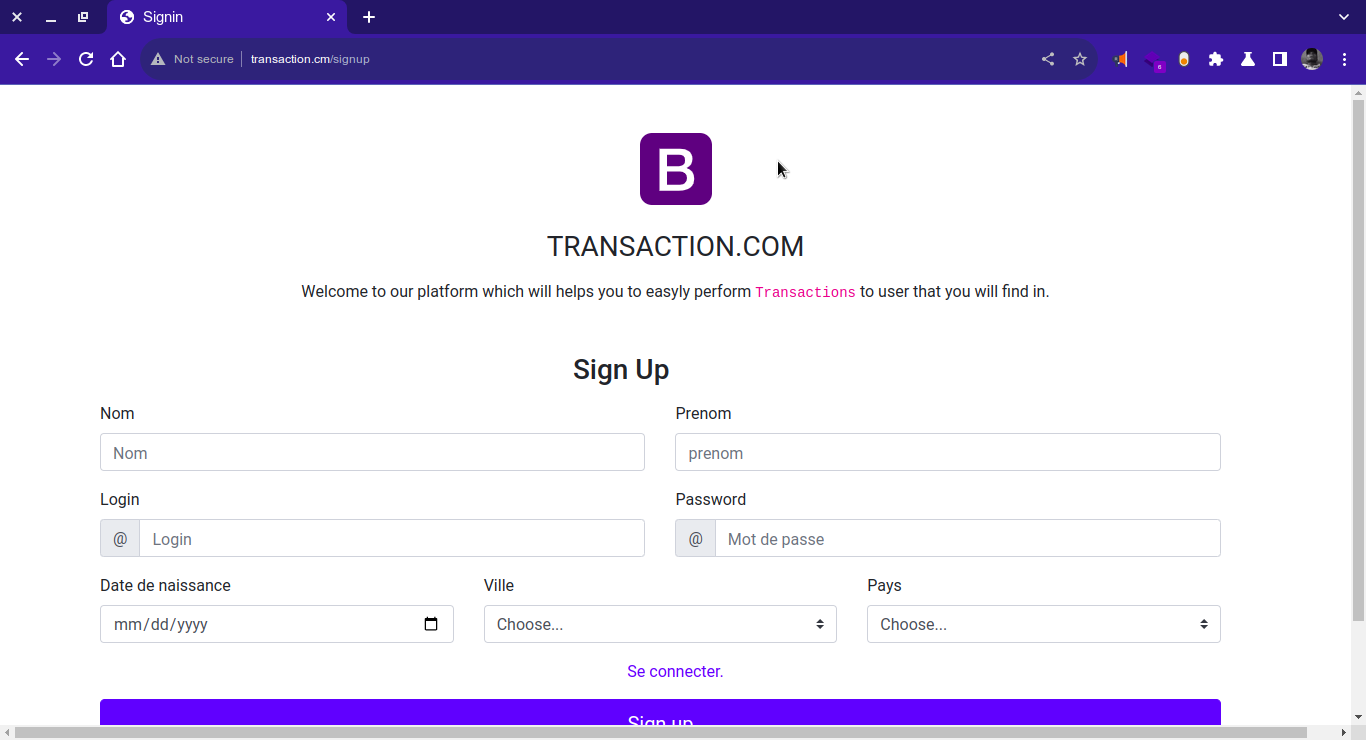 Signin
Not secure transaction.cm/signup
6
B
TRANSACTION.COM
Welcome to our platform which will helps you to easyly perform Transactions to user that you will find in.
Sign Up
Nom Prenom
Nom prenom
Login Password
@ Login @ Mot de passe
Date de naissance Ville Pays
mm/dd/yyyy Choose... Choose...
Se connecter.
Sign up